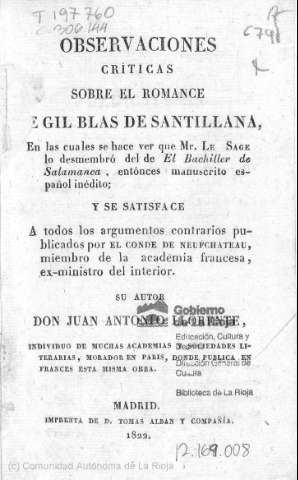 T 197760
C 3001144
OBSERVACIONES
CRÍTICAS
SOBRE EL ROMANCE
E GIL BLAS DE SANTILLANA,
En las cuales se hace ver que Mr. LE SAGE
lo desmembró del de El Bachiller de
Salamanca, entónces manuscrito es-
pañol inédito;
Y SE SATISFACE
A todos los argumentos contrarios pu-
blicados por EL CONDE DE NEUFCHATEAU,
miembro de la academia francesa,
ex-ministro del interior.
SU AUTOR
DON JUAN ANTONIO LLORENTE,
Gobierno
de La Rioja
INDIVIDUO DE MUCHAS ACADEMIAS Y SOCIEDADES LI-
TERARIAS, MORADOR EN PARIS, DONDE PUBLICA EN
FRANCES ESTA MISMA OBRA.
Educación, Cultura y
Dirección General de
Cultura
Biblioteca de La Rioja
MADRID.
IMPRENTA DE D. TOMAS ALBAN Y COMPAÑÍA.
1822.
12.169.008
(c) Comunidad Autónoma de La Rioja